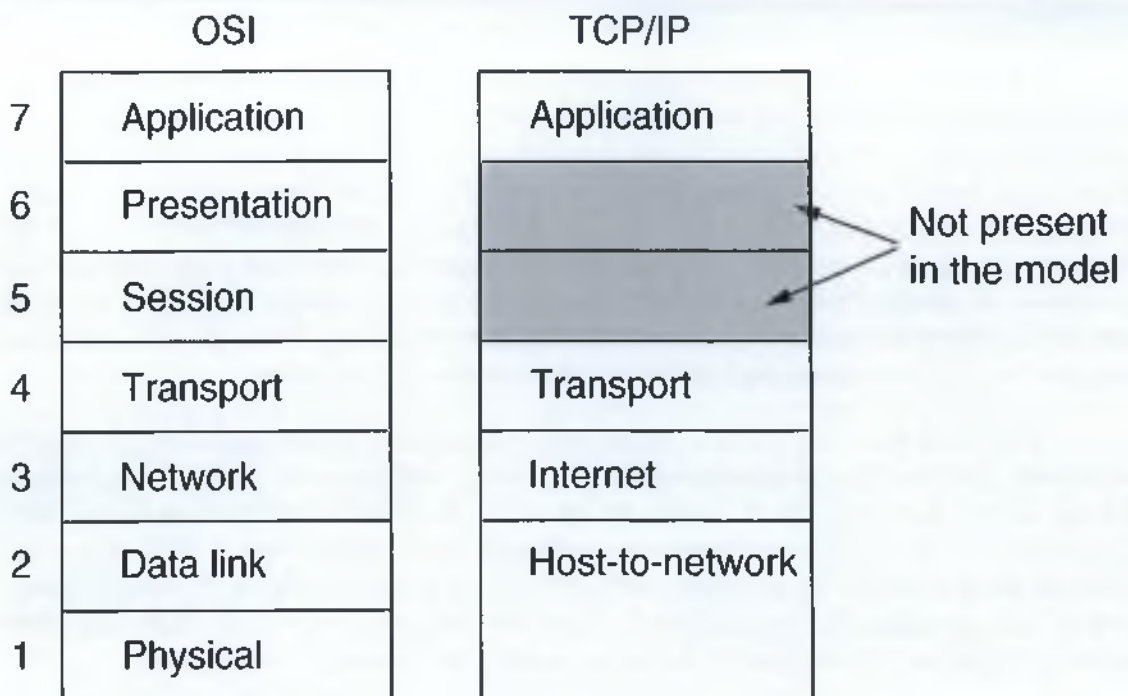 OSI TCP/IP
7 Application Application
6 Presentation
Not present
in the model
5 Session
4 Transport Transport
3 Network Internet
2 Data link Host-to-network
1 Physical